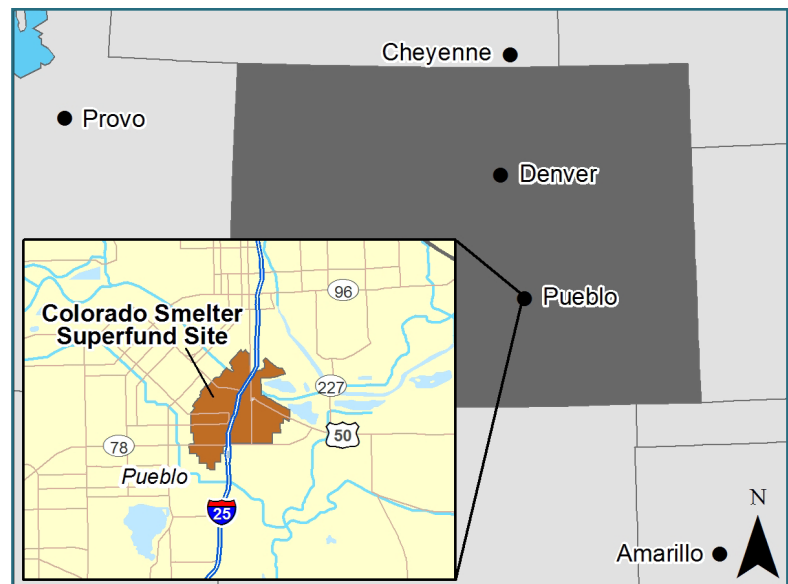 Cheyenne
Provo
Denver
Pueblo
96
Colorado Smelter
Superfund Site
227
50
78
Pueblo
25
N
Amarillo